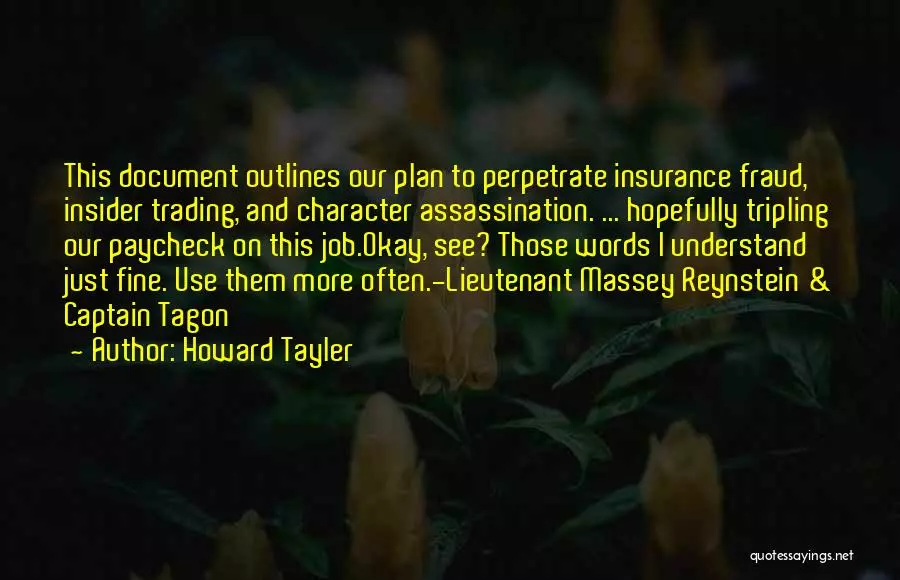 This document outlines our plan to perpetrate insurance fraud,
insider trading, and character assassination. ... hopefully tripling
our paycheck on this job.Okay, see? Those words I understand
just fine. Use them more often.-Lieutenant Massey Reynstein &
Captain Tagon
~ Author: Howard Tayler
quotessayings.net